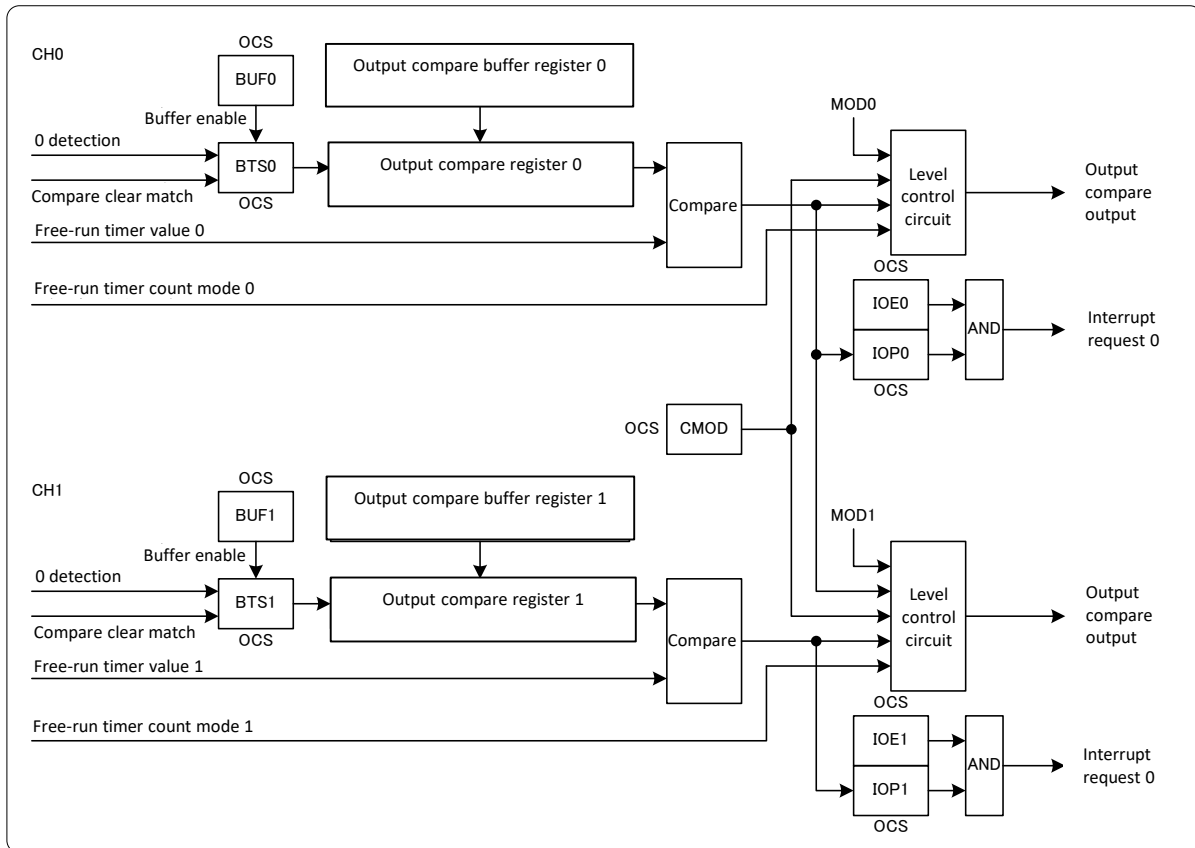 CH0
OCS
BUF0
Output compare buffer register 0
Buffer enable
0 detection
BTS0
Output compare register 0
Compare clear match
OCS
Free-run timer value 0
Compare
Free-run timer count mode 0
MOD0
Level
control
circuit
Output
compare
output
OCS
IOE0
IOP0
OCS
AND
Interrupt
request 0
OCS
CMOD
CH1
OCS
BUF1
Output compare buffer register 1
Buffer enable
0 detection
BTS1
Output compare register 1
Compare clear match
OCS
Free-run timer value 1
Compare
Free-run timer count mode 1
MOD1
Level
control
circuit
Output
compare
output
OCS
IOE1
IOP1
OCS
AND
Interrupt
request 0